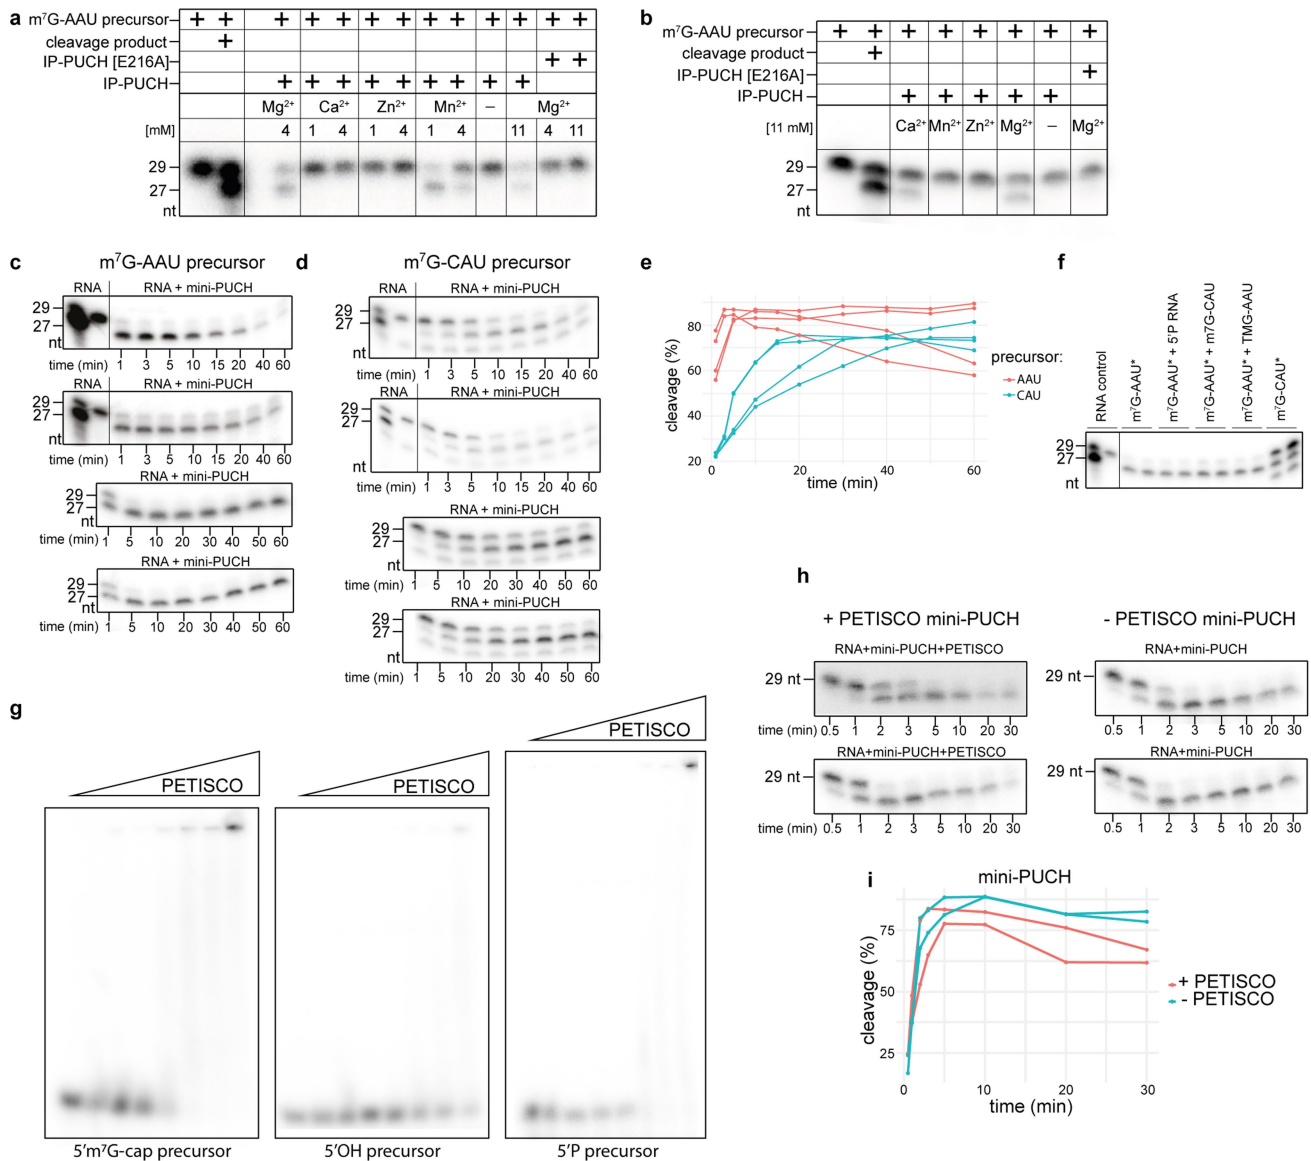 a
m⁷G-AAU precursor + + + + + + + + + + + +
cleavage product +
IP-PUCH [E216A] + +
IP-PUCH + + + + + + + + +
Mg²⁺ Ca²⁺ Zn²⁺ Mn²⁺ – Mg²⁺
[mM] 4 1 4 1 4 1 4 11 4 11
29
27
nt
b
m⁷G-AAU precursor + + + + + + + +
cleavage product +
IP-PUCH [E216A] +
IP-PUCH + + + + +
[11 mM] Ca²⁺ Mn²⁺ Zn²⁺ Mg²⁺ – Mg²⁺
29
27
nt
c
m⁷G-AAU precursor
RNA RNA + mini-PUCH
29
27
nt
time (min) 1 3 5 10 15 20 40 60
RNA RNA + mini-PUCH
29
27
nt
time (min) 1 3 5 10 15 20 40 60
RNA + mini-PUCH
29
27
nt
time (min) 1 5 10 20 30 40 50 60
RNA + mini-PUCH
29
27
nt
time (min) 1 5 10 20 30 40 50 60
d
m⁷G-CAU precursor
RNA RNA + mini-PUCH
29
27
nt
time (min) 1 3 5 10 15 20 40 60
RNA RNA + mini-PUCH
29
27
nt
time (min) 1 3 5 10 15 20 40 60
RNA + mini-PUCH
29
27
nt
time (min) 1 5 10 20 30 40 50 60
RNA + mini-PUCH
29
27
nt
time (min) 1 5 10 20 30 40 50 60
e
cleavage (%)
80
60
40
20
0 20 40 60
time (min)
precursor:
AAU
CAU
f
RNA control
m⁷G-AAU*
m⁷G-AAU* + 5'P RNA
m⁷G-AAU* + m7G-CAU
m⁷G-AAU* + TMG-AAU
m⁷G-CAU*
29
27
nt
g
PETISCO
PETISCO
PETISCO
5'm⁷G-cap precursor
5'OH precursor
5'P precursor
h
+ PETISCO mini-PUCH
RNA+mini-PUCH+PETISCO
29 nt
time (min) 0.5 1 2 3 5 10 20 30
RNA+mini-PUCH+PETISCO
29 nt
time (min) 0.5 1 2 3 5 10 20 30
- PETISCO mini-PUCH
RNA+mini-PUCH
29 nt
time (min) 0.5 1 2 3 5 10 20 30
RNA+mini-PUCH
29 nt
time (min) 0.5 1 2 3 5 10 20 30
i
mini-PUCH
cleavage (%)
75
50
25
0 10 20 30
time (min)
+ PETISCO
- PETISCO